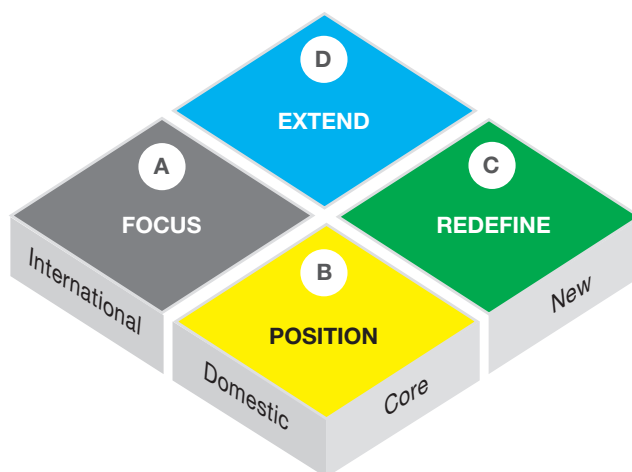 D
EXTEND
A
FOCUS
C
REDEFINE
B
POSITION
International
Domestic
Core
New